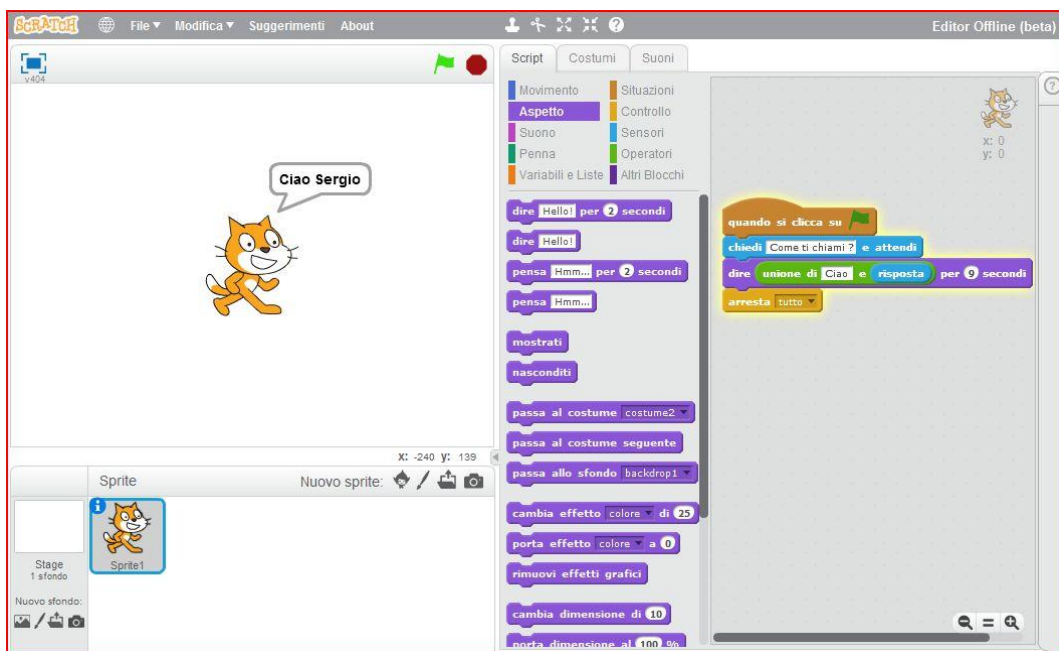 SCRATCH File Modifica Suggerimenti About Editor Offline (beta)
v404
Ciao Sergio
X: -240 y: 139
Sprite Nuovo sprite:
Stage
1 sfondo
Nuovo sfondo:
Sprite1
Script Costumi Suoni
Movimento Situazioni
Aspetto Controllo
Suono Sensori
Penna Operatori
Variabili e Liste Altri Blocchi
dire Hello! per 2 secondi
dire Hello!
pensa Hmm... per 2 secondi
pensa Hmm...
mostrati
nasconditi
passa al costume costume2
passa al costume seguente
passa allo sfondo backdrop1
cambia effetto colore di 25
porta effetto colore a 0
rimuovi effetti grafici
cambia dimensione di 10
porta dimensione al 100 %
x: 0
y: 0
quando si clicca su
chiedi Come ti chiami ? e attendi
dire unione di Ciao e risposta per 9 secondi
arresta tutto